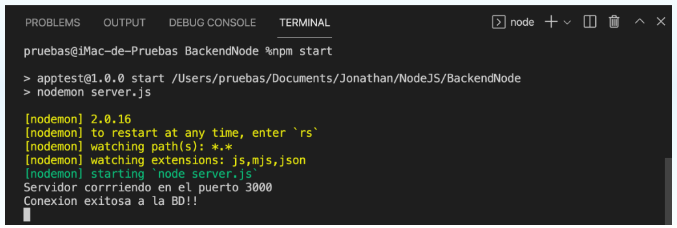 PROBLEMS OUTPUT DEBUG CONSOLE TERMINAL node
pruebas@iMac-de-Pruebas BackendNode %npm start
> apptest@1.0.0 start /Users/pruebas/Documents/Jonathan/NodeJS/BackendNode
> nodemon server.js
[nodemon] 2.0.16
[nodemon] to restart at any time, enter `rs`
[nodemon] watching path(s): *.*
[nodemon] watching extensions: js,mjs,json
[nodemon] starting `node server.js`
Servidor corrriendo en el puerto 3000
Conexion exitosa a la BD!!